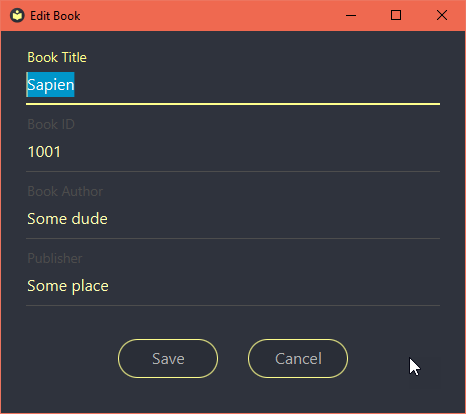 Edit Book
Book Title
Sapien
Book ID
1001
Book Author
Some dude
Publisher
Some place
Save Cancel